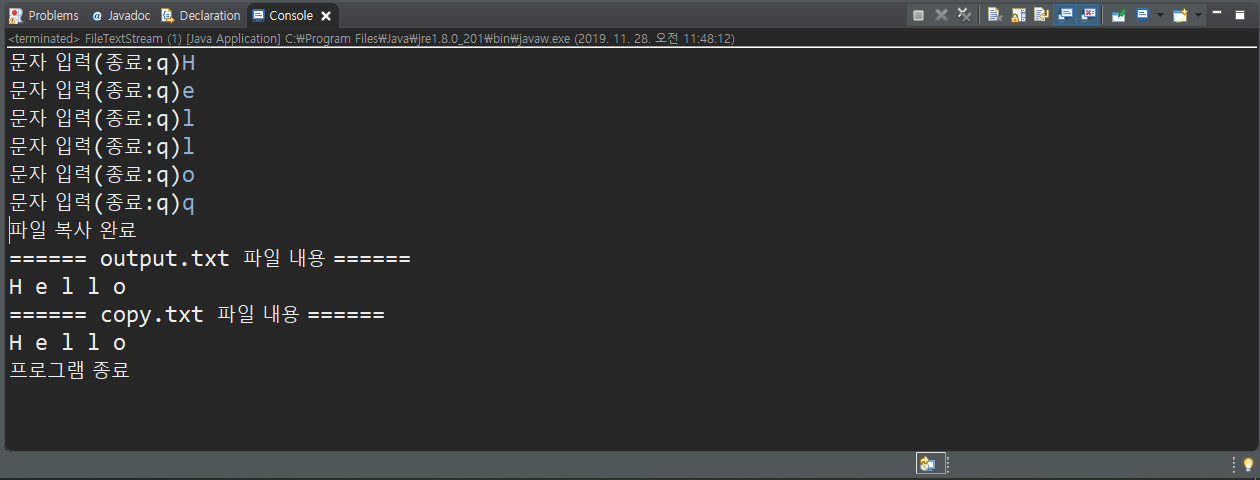 Problems Javadoc Declaration Console
<terminated> FileTextStream (1) [Java Application] C:₩Program Files₩Java₩jre1.8.0_201₩bin₩javaw.exe (2019. 11. 28. 오전 11:48:12)
문자 입력(종료:q)H
문자 입력(종료:q)e
문자 입력(종료:q)l
문자 입력(종료:q)l
문자 입력(종료:q)o
문자 입력(종료:q)q
파일 복사 완료
====== output.txt 파일 내용 ======
H e l l o
====== copy.txt 파일 내용 ======
H e l l o
프로그램 종료